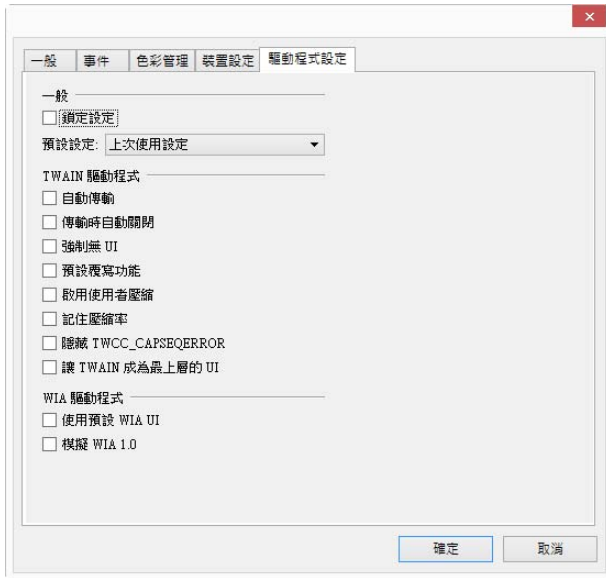 一般 事件 色彩管理 裝置設定 驅動程式設定
一般
鎖定設定
預設設定: 上次使用設定
TWAIN 驅動程式
自動傳輸
傳輸時自動關閉
強制無 UI
預設覆寫功能
啟用使用者壓縮
記住壓縮率
隱藏 TWCC_CAPSEQERROR
讓 TWAIN 成為最上層的 UI
WIA 驅動程式
使用預設 WIA UI
模擬 WIA 1.0
確定 取消